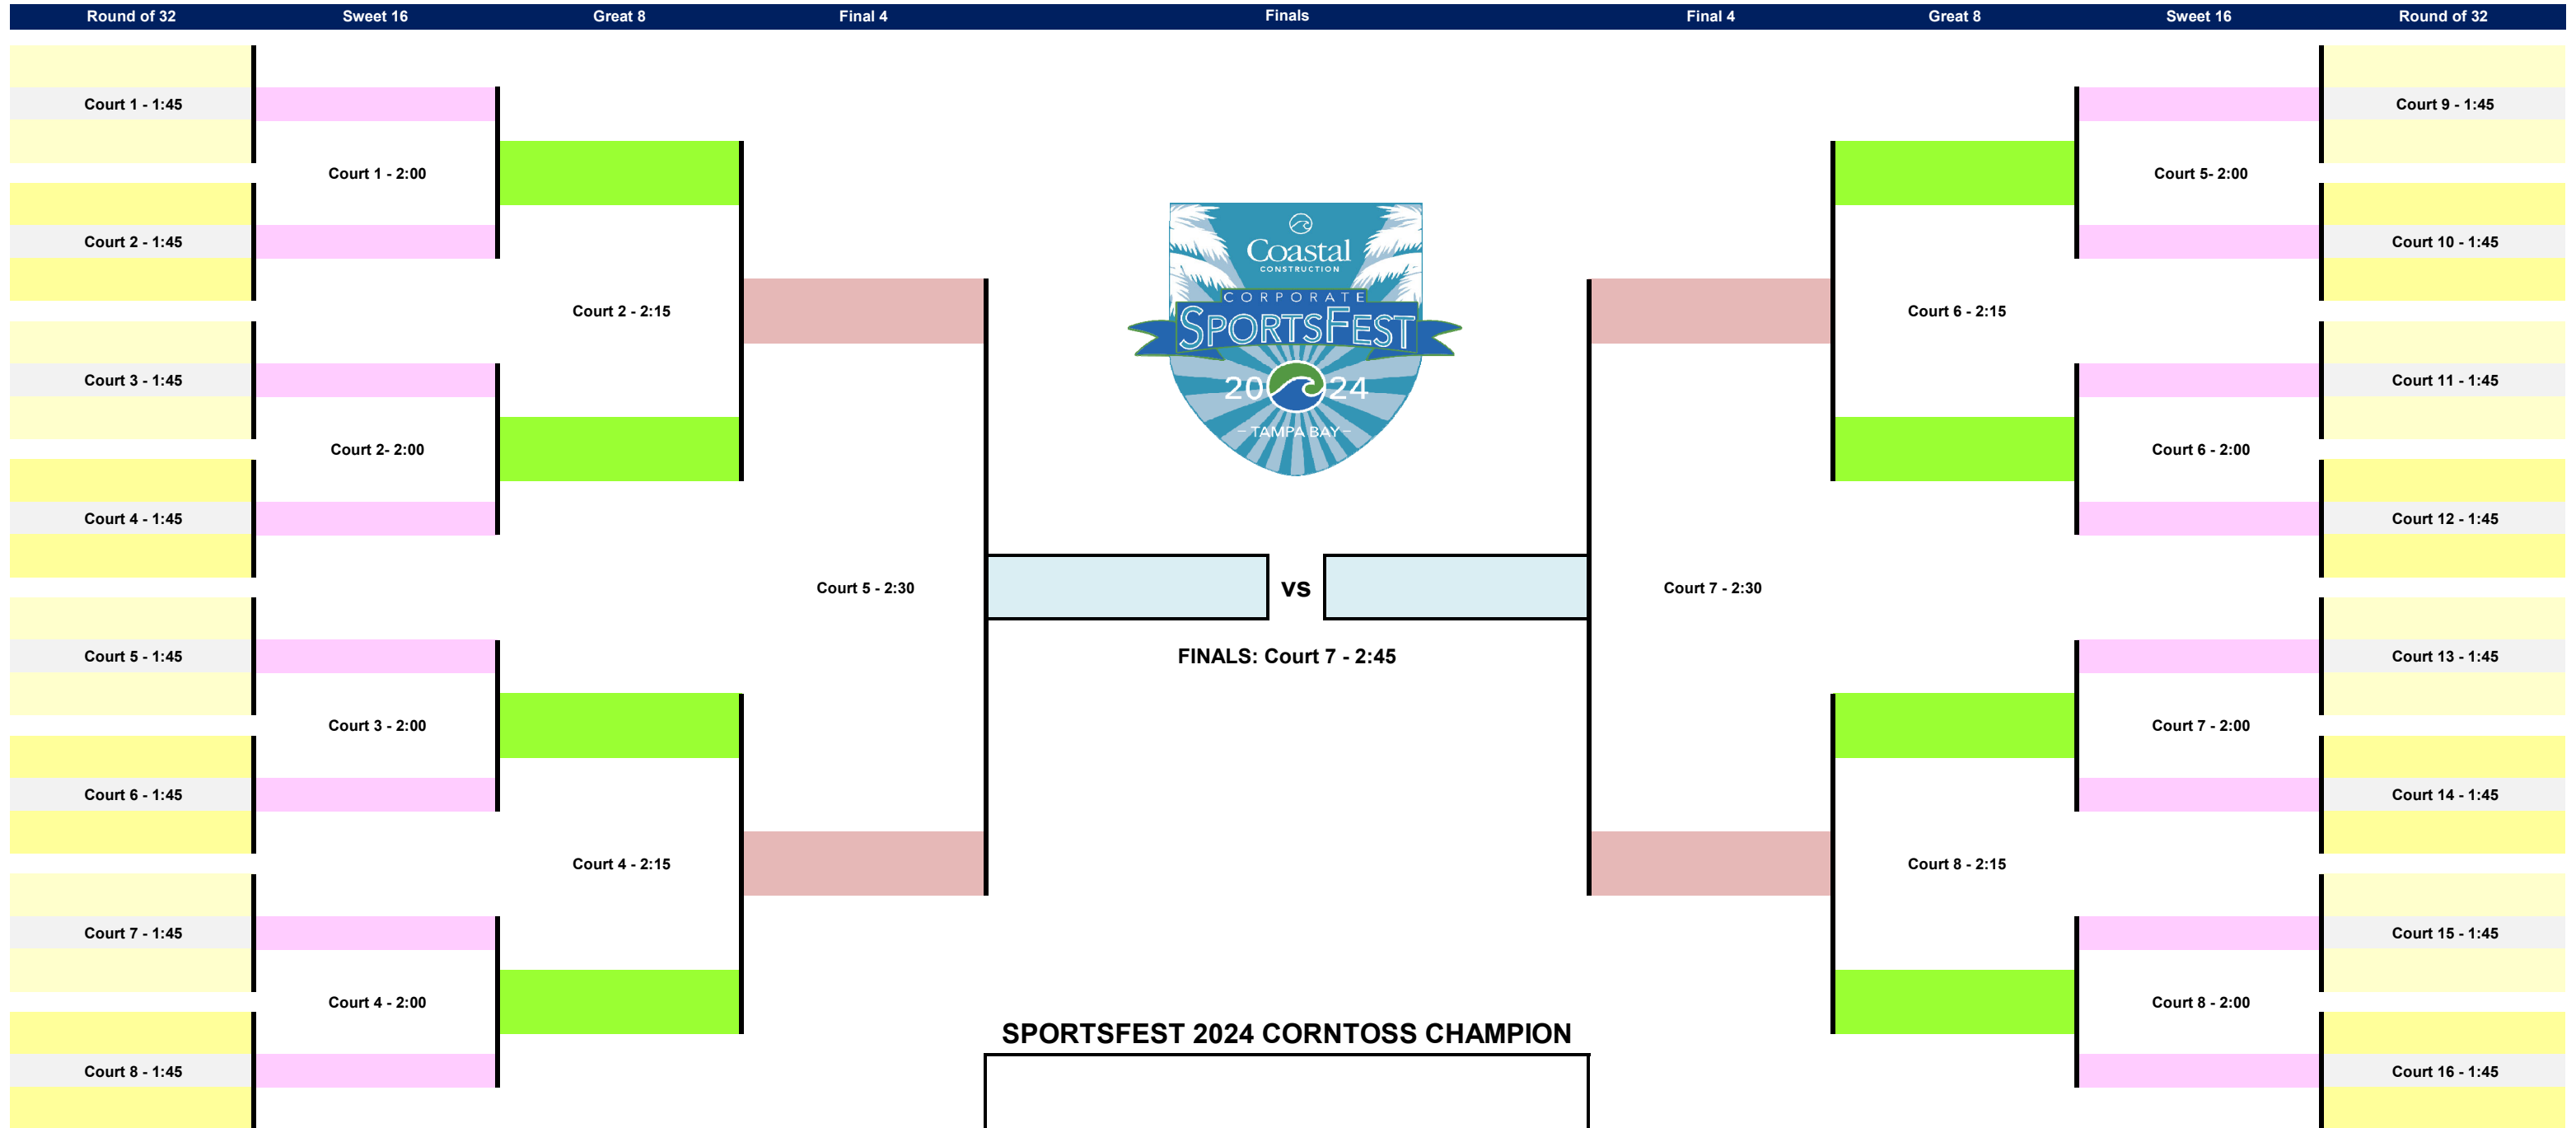 Round of 32 Sweet 16 Great 8 Final 4 Finals Final 4 Great 8 Sweet 16 Round of 32
Court 1 - 1:45
Court 9 - 1:45
Court 1 - 2:00
Court 5- 2:00
Court 2 - 1:45
Court 10 - 1:45
Coastal
CONSTRUCTION
CORPORATE
SPORTSFEST
Court 2 - 2:15
Court 6 - 2:15
Court 3 - 1:45
20 24
Court 11 - 1:45
- TAMPA BAY -
Court 2- 2:00
Court 6 - 2:00
Court 4 - 1:45
Court 12 - 1:45
Court 5 - 2:30
vs
Court 7 - 2:30
Court 5 - 1:45
FINALS: Court 7 - 2:45
Court 13 - 1:45
Court 3 - 2:00
Court 7 - 2:00
Court 6 - 1:45
Court 14 - 1:45
Court 4 - 2:15
Court 8 - 2:15
Court 7 - 1:45
Court 15 - 1:45
Court 4 - 2:00
Court 8 - 2:00
SPORTSFEST 2024 CORNTOSS CHAMPION
Court 8 - 1:45
Court 16 - 1:45